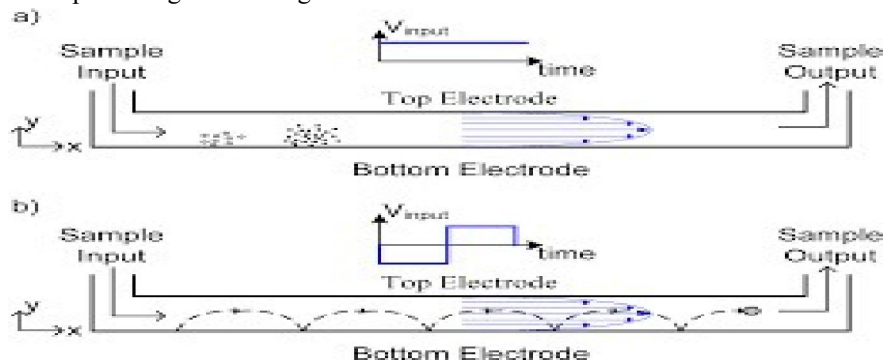 a)
Sample
Input
Vinput
time
Sample
Output
Top Electrode
y
x
Bottom Electrode
b)
Sample
Input
Vinput
time
Sample
Output
Top Electrode
y
x
Bottom Electrode